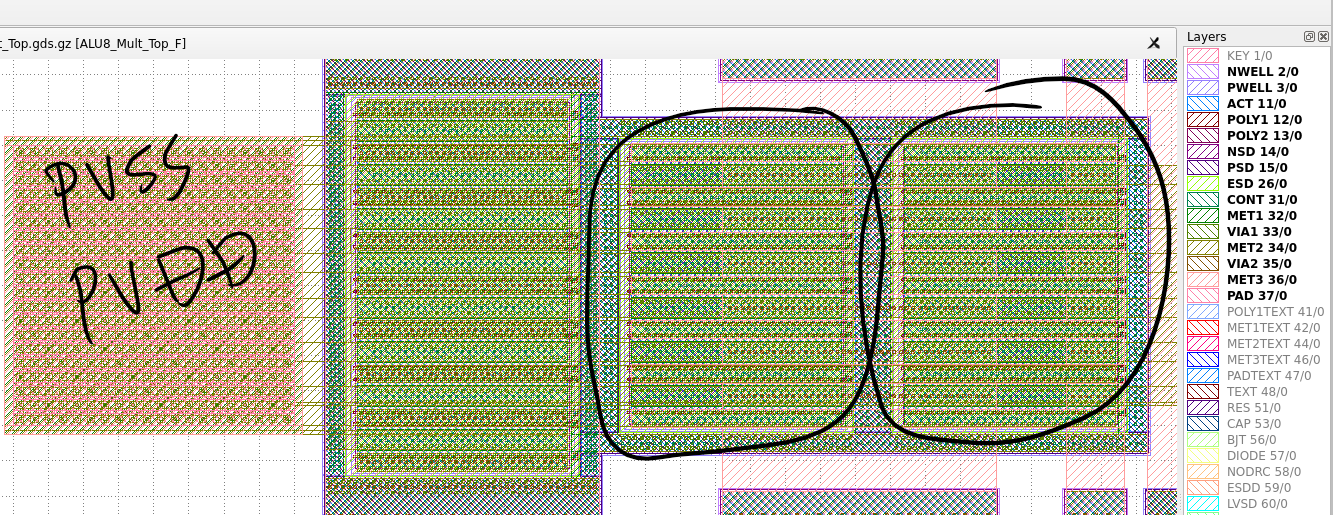 t_Top.gds.gz [ALU8_Mult_Top_F]
PVSS
PVDD
Layers
KEY 1/0
NWELL 2/0
PWELL 3/0
ACT 11/0
POLY1 12/0
POLY2 13/0
NSD 14/0
PSD 15/0
ESD 26/0
CONT 31/0
MET1 32/0
VIA1 33/0
MET2 34/0
VIA2 35/0
MET3 36/0
PAD 37/0
POLY1TEXT 41/0
MET1TEXT 42/0
MET2TEXT 44/0
MET3TEXT 46/0
PADTEXT 47/0
TEXT 48/0
RES 51/0
CAP 53/0
BJT 56/0
DIODE 57/0
NODRC 58/0
ESDD 59/0
LVSD 60/0